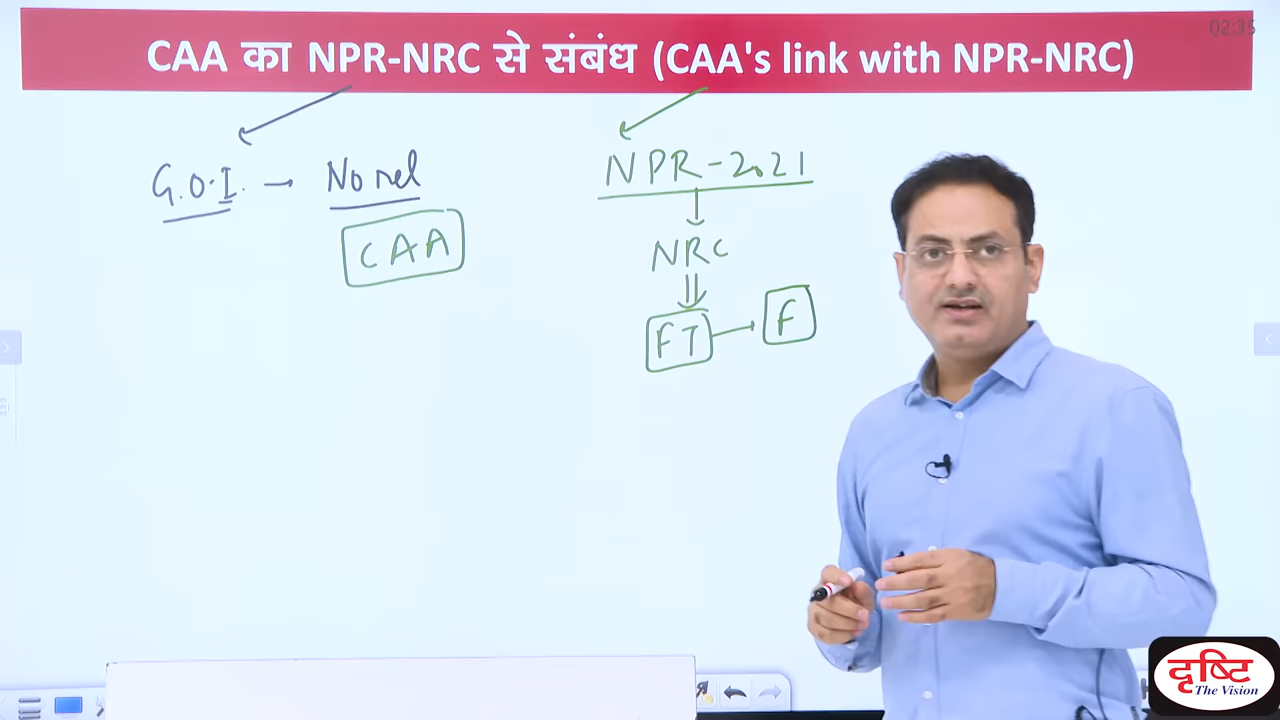 02:35
CAA का NPR-NRC से संबंध (CAA's link with NPR-NRC)
G.O.I. → No rel
CAA
NPR-2021
NRC
FT → F
दृष्टि
The Vision